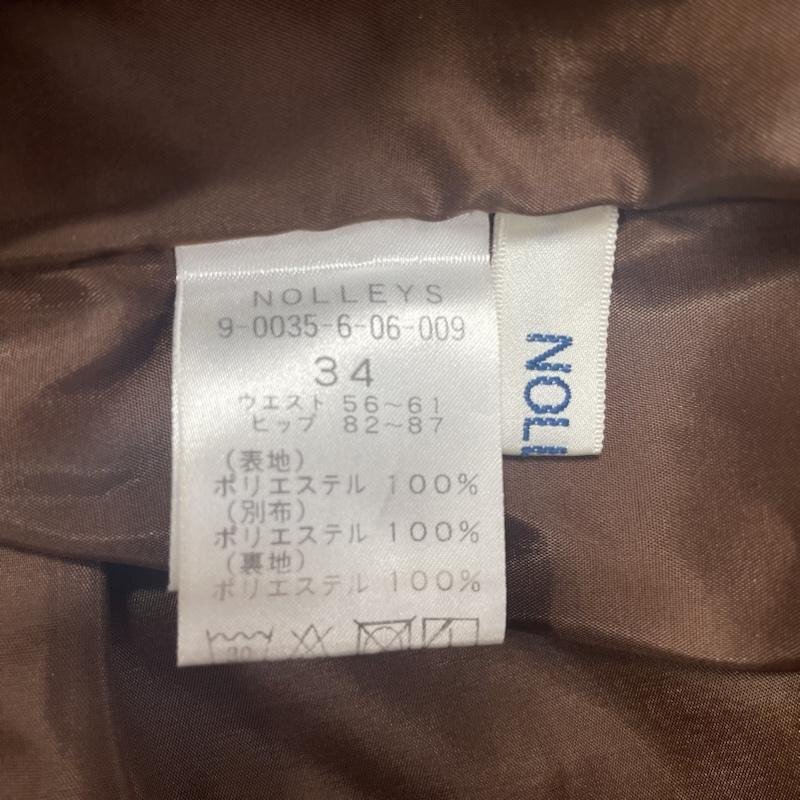 NOLLEYS
9-0035-6-06-009
34
ウエスト 56~61
ヒップ 82~87
(表地)
ポリエステル 100%
(別布)
ポリエステル 100%
(裏地)
ポリエステル 100%
30
NOLL